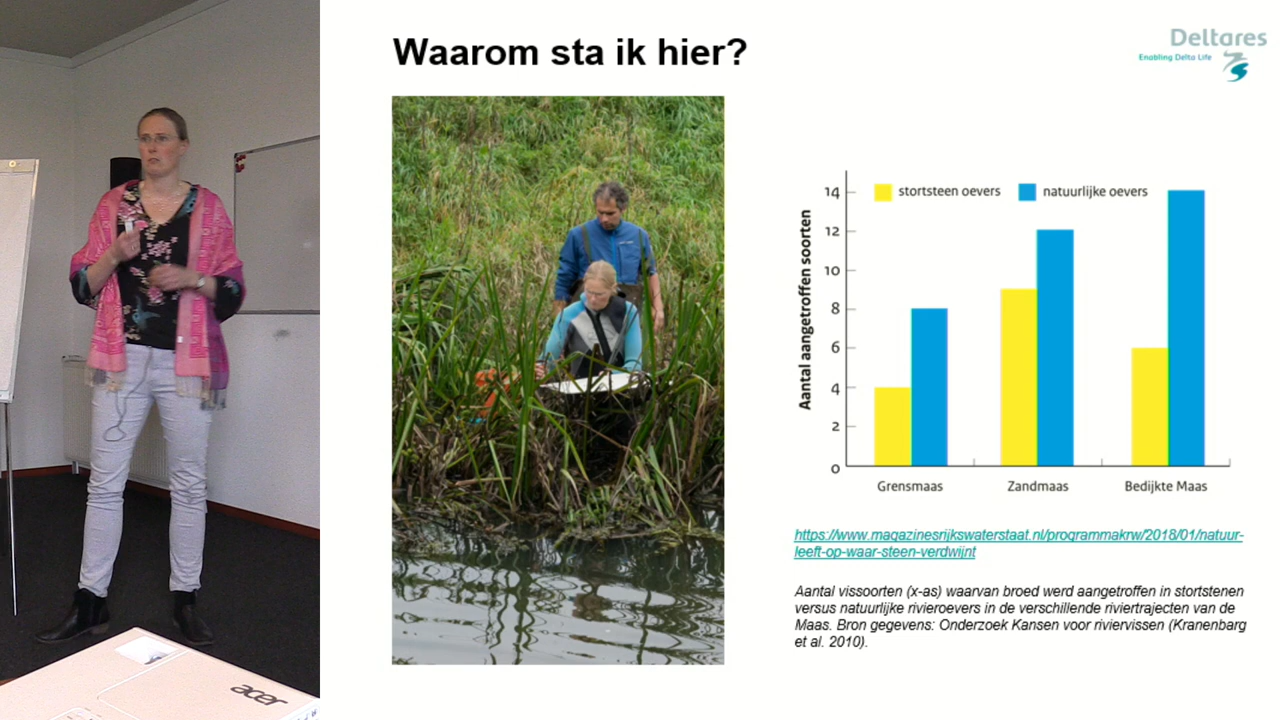 Waarom sta ik hier?
Deltares
Enabling Delta Life
Aantal aangetroffen soorten
stortsteen oevers
natuurlijke oevers
14
12
10
8
6
4
2
0
Grensmaas
Zandmaas
Bedijkte Maas
https://www.magazinesrijkswaterstaat.nl/programmakrw/2018/01/natuur-
leeft-op-waar-steen-verdwijnt
Aantal vissoorten (x-as) waarvan broed werd aangetroffen in stortstenen
versus natuurlijke rivieroevers in de verschillende riviertrajecten van de
Maas. Bron gegevens: Onderzoek Kansen voor riviervissen (Kranenbarg
et al. 2010).
acer